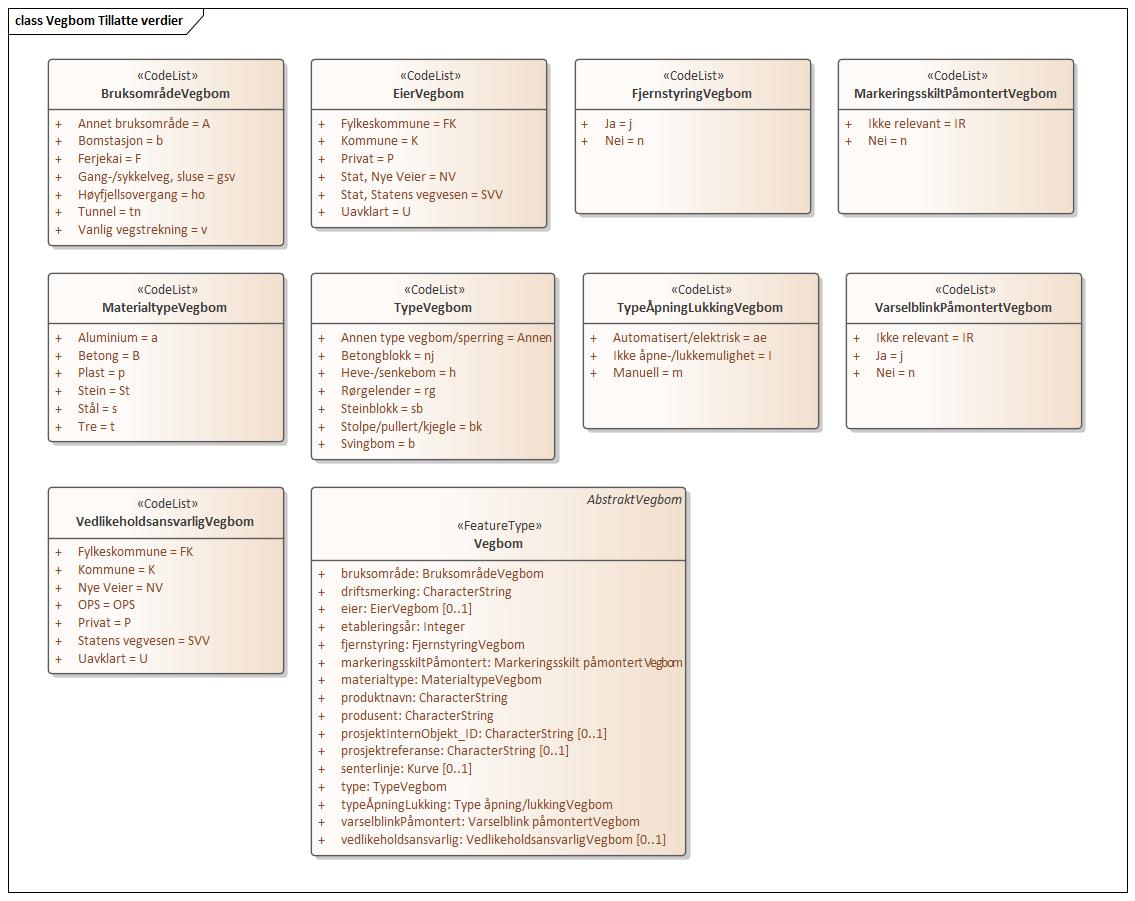 class Vegbom Tillatte verdier
«CodeList»
BruksområdeVegbom
+ Annet bruksområde = A
+ Bomstasjon = b
+ Ferjekai = F
+ Gang-/sykkelveg, sluse = gsv
+ Høyfjellsovergang = ho
+ Tunnel = tn
+ Vanlig vegstrekning = v
«CodeList»
EierVegbom
+ Fylkeskommune = FK
+ Kommune = K
+ Privat = P
+ Stat, Nye Veier = NV
+ Stat, Statens vegvesen = SVV
+ Uavklart = U
«CodeList»
FjernstyringVegbom
+ Ja = j
+ Nei = n
«CodeList»
MarkeringsskiltPåmontertVegbom
+ Ikke relevant = IR
+ Nei = n
«CodeList»
MaterialtypeVegbom
+ Aluminium = a
+ Betong = B
+ Plast = p
+ Stein = St
+ Stål = s
+ Tre = t
«CodeList»
TypeVegbom
+ Annen type vegbom/sperring = Annen
+ Betongblokk = nj
+ Heve-/senkebom = h
+ Rørgelender = rg
+ Steinblokk = sb
+ Stolpe/pullert/kjegle = bk
+ Svingbom = b
«CodeList»
TypeÅpningLukkingVegbom
+ Automatisert/elektrisk = ae
+ Ikke åpne-/lukkemulighet = I
+ Manuell = m
«CodeList»
VarselblinkPåmontertVegbom
+ Ikke relevant = IR
+ Ja = j
+ Nei = n
«CodeList»
VedlikeholdsansvarligVegbom
+ Fylkeskommune = FK
+ Kommune = K
+ Nye Veier = NV
+ OPS = OPS
+ Privat = P
+ Statens vegvesen = SVV
+ Uavklart = U
AbstraktVegbom
«FeatureType»
Vegbom
+ bruksområde: BruksområdeVegbom
+ driftsmerking: CharacterString
+ eier: EierVegbom [0..1]
+ etableringsår: Integer
+ fjernstyring: FjernstyringVegbom
+ markeringsskiltPåmontert: Markeringsskilt påmontertVegbom
+ materialtype: MaterialtypeVegbom
+ produktnavn: CharacterString
+ produsent: CharacterString
+ prosjektInternObjekt_ID: CharacterString [0..1]
+ prosjektreferanse: CharacterString [0..1]
+ senterlinje: Kurve [0..1]
+ type: TypeVegbom
+ typeÅpningLukking: Type åpning/lukkingVegbom
+ varselblinkPåmontert: Varselblink påmontertVegbom
+ vedlikeholdsansvarlig: VedlikeholdsansvarligVegbom [0..1]